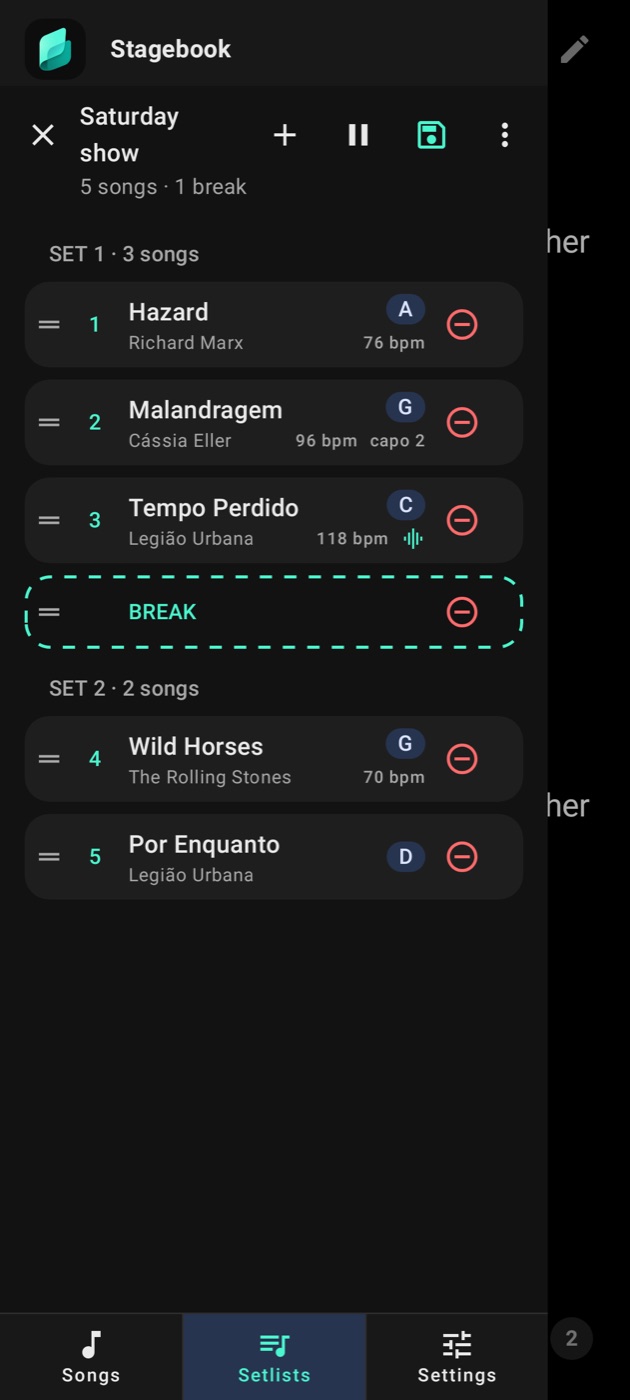 Stagebook
Saturday
show
5 songs · 1 break
SET 1 · 3 songs
1
Hazard
A
Richard Marx
76 bpm
2
Malandragem
G
Cássia Eller
96 bpm capo 2
3
Tempo Perdido
C
Legião Urbana
118 bpm
BREAK
SET 2 · 2 songs
4
Wild Horses
G
The Rolling Stones
70 bpm
5
Por Enquanto
D
Legião Urbana
her
her
2
Songs
Setlists
Settings